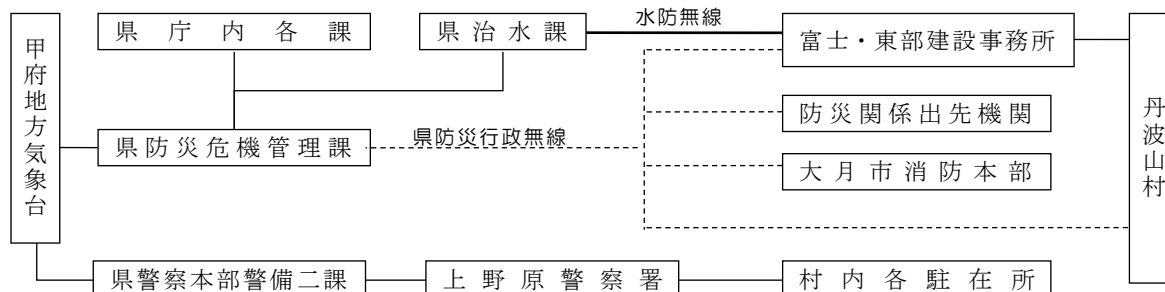 甲府地方気象台
県庁内各課
県治水課
水防無線
富士・東部建設事務所
丹波山村
防災関係出先機関
県防災危機管理課
県防災行政無線
大月市消防本部
県警察本部警備二課
上野原警察署
村内各駐在所